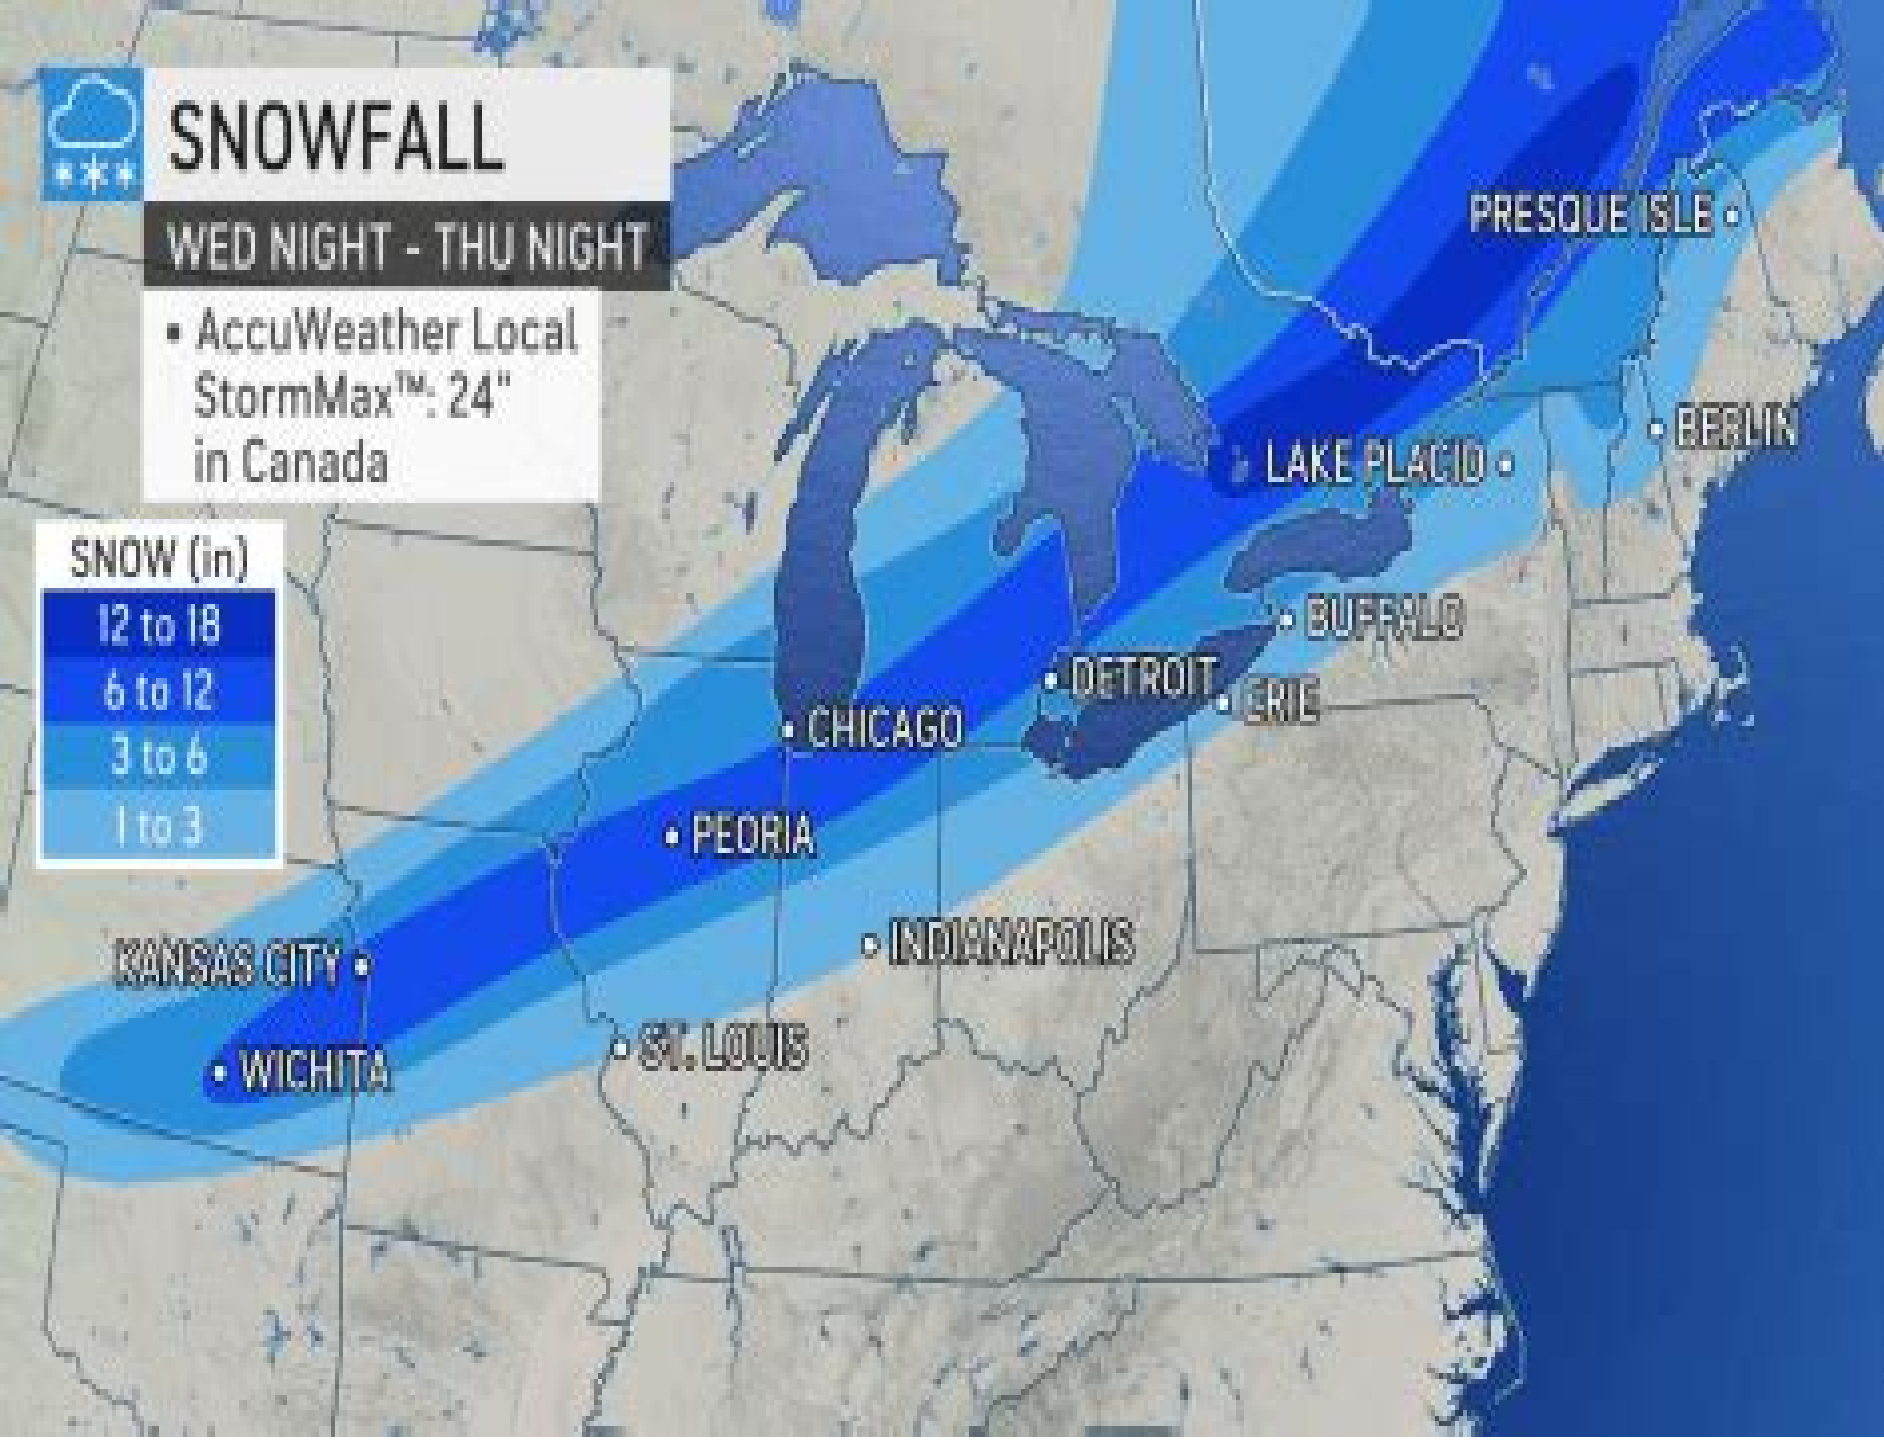 SNOWFALL
WED NIGHT - THU NIGHT
• AccuWeather Local
StormMax™: 24"
in Canada
SNOW (in)
12 to 18
6 to 12
3 to 6
1 to 3
PRESQUE ISLE
BERLIN
LAKE PLACID
BUFFALO
DETROIT
ERIE
CHICAGO
PEORIA
INDIANAPOLIS
KANSAS CITY
ST. LOUIS
WICHITA